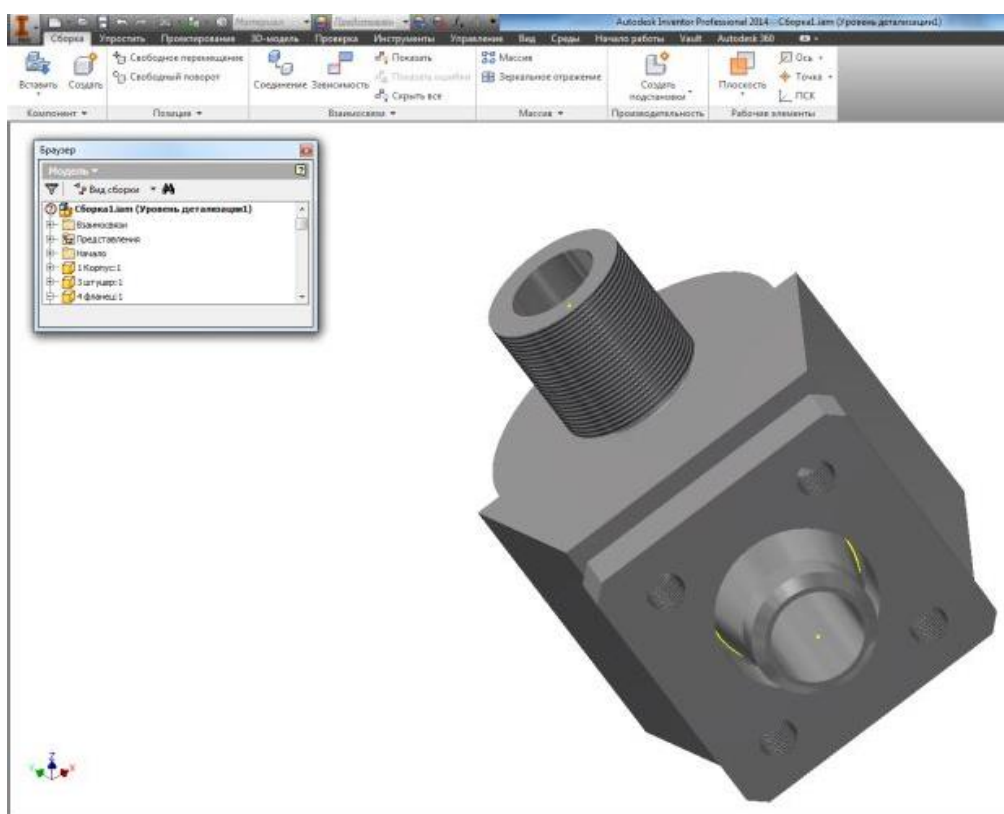 Материал
Autodesk Inventor Professional 2014 Сборка1.iam (Уровень детализации1)
Сборка Упростить Проектирование 3D-модель Проверка Инструменты Управление Вид Среды Начало работы Vault Autodesk 360
Вставить Создать
Свободное перемещение
Свободный поворот
Соединение Зависимость
Показать
Показать ошибки
Скрыть все
Массив
Зеркальное отражение
Создать подстановки
Плоскость
Ось
Точка
ПСК
Компонент Позиция Взаимосвязи Массив Производительность Рабочие элементы
Браузер
Модель
Вид сборки
Сборка1.iam (Уровень детализации1)
Взаимосвязи
Представления
Начало
1 Корпус:1
3 штуцер:1
4 фланец:1
Z
X